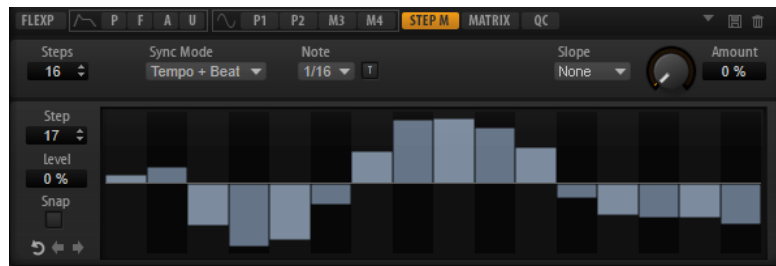 FLEXP P F A U P1 P2 M3 M4 STEP M MATRIX QC
Steps Sync Mode Note Slope Amount
16 Tempo + Beat 1/16 T None 0 %
Step
17
Level
0 %
Snap